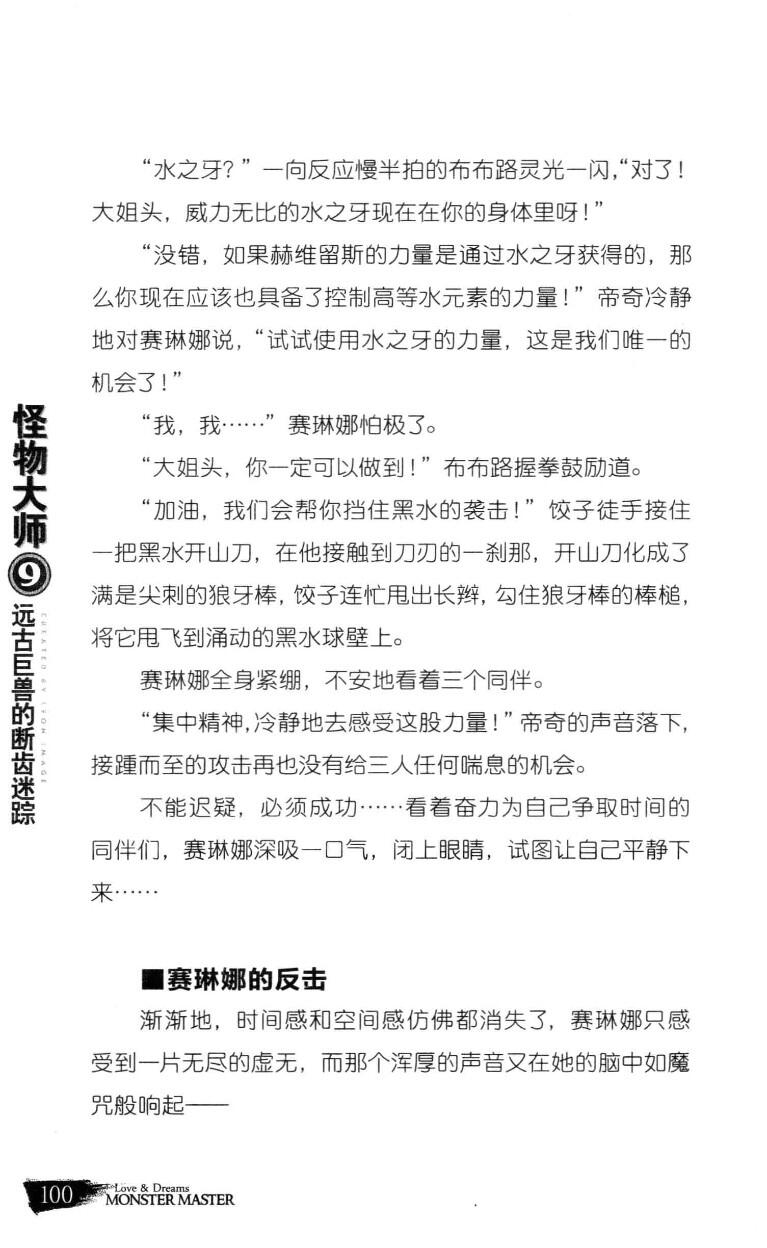 “水之牙？”一向反应慢半拍的布布路灵光一闪，“对了！
大姐头，威力无比的水之牙现在在你的身体里呀！”
“没错，如果赫维留斯的力量是通过水之牙获得的，那
么你现在应该也具备了控制高等水元素的力量！”帝奇冷静
地对赛琳娜说，“试试使用水之牙的力量，这是我们唯一的
机会了！”
“我，我……”赛琳娜怕极了。
“大姐头，你一定可以做到！”布布路握拳鼓励道。
“加油，我们会帮你挡住黑水的袭击！”饺子徒手接住
一把黑水开山刀，在他接触到刀刃的一刹那，开山刀化成了
满是尖刺的狼牙棒，饺子连忙甩出长辫，勾住狼牙棒的棒槌，
将它甩飞到涌动的黑水球壁上。
赛琳娜全身紧绷，不安地看着三个同伴。
“集中精神，冷静地去感受这股力量！”帝奇的声音落下，
接踵而至的攻击再也没有给三人任何喘息的机会。
不能迟疑，必须成功……看着奋力为自己争取时间的
同伴们，赛琳娜深吸一口气，闭上眼睛，试图让自己平静下
来……
■赛琳娜的反击
渐渐地，时间感和空间感仿佛都消失了，赛琳娜只感
受到一片无尽的虚无，而那个浑厚的声音又在她的脑中如魔
咒般响起——
怪物大师
9
远古巨兽的断齿迷踪
CREATED BY LEON IMAGE
100
Love & Dreams
MONSTER MASTER